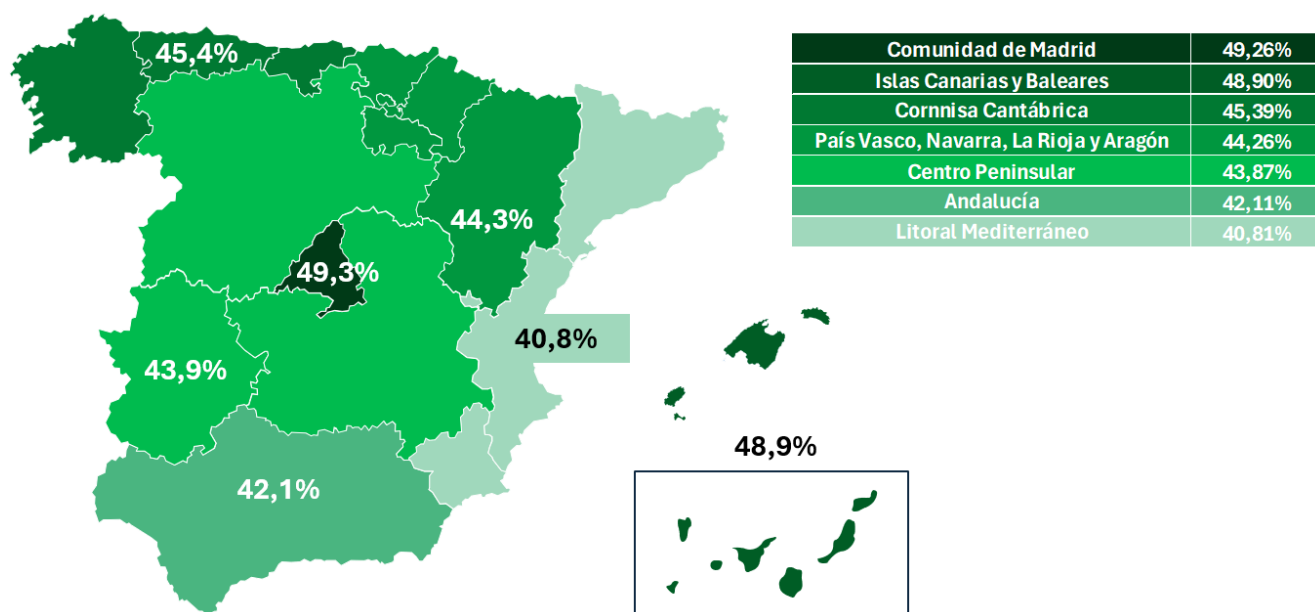 45,4%
44,3%
49,3%
40,8%
43,9%
48,9%
42,1%
Comunidad de Madrid 49,26%
Islas Canarias y Baleares 48,90%
Cornnisa Cantábrica 45,39%
País Vasco, Navarra, La Rioja y Aragón 44,26%
Centro Peninsular 43,87%
Andalucía 42,11%
Litoral Mediterráneo 40,81%